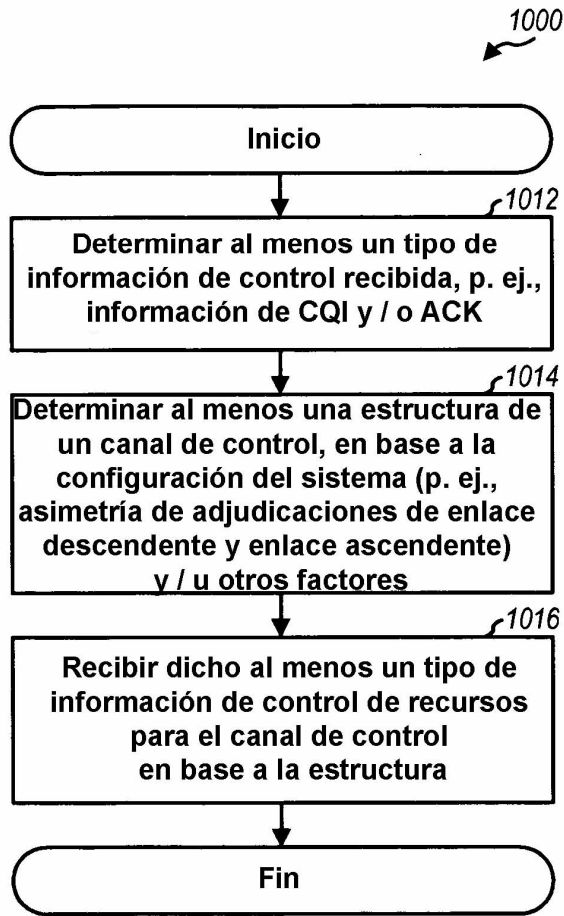 1000
Inicio
1012
Determinar al menos un tipo de
información de control recibida, p. ej.,
información de CQI y / o ACK
1014
Determinar al menos una estructura de
un canal de control, en base a la
configuración del sistema (p. ej.,
asimetría de adjudicaciones de enlace
descendente y enlace ascendente)
y / u otros factores
1016
Recibir dicho al menos un tipo de
información de control de recursos
para el canal de control
en base a la estructura
Fin